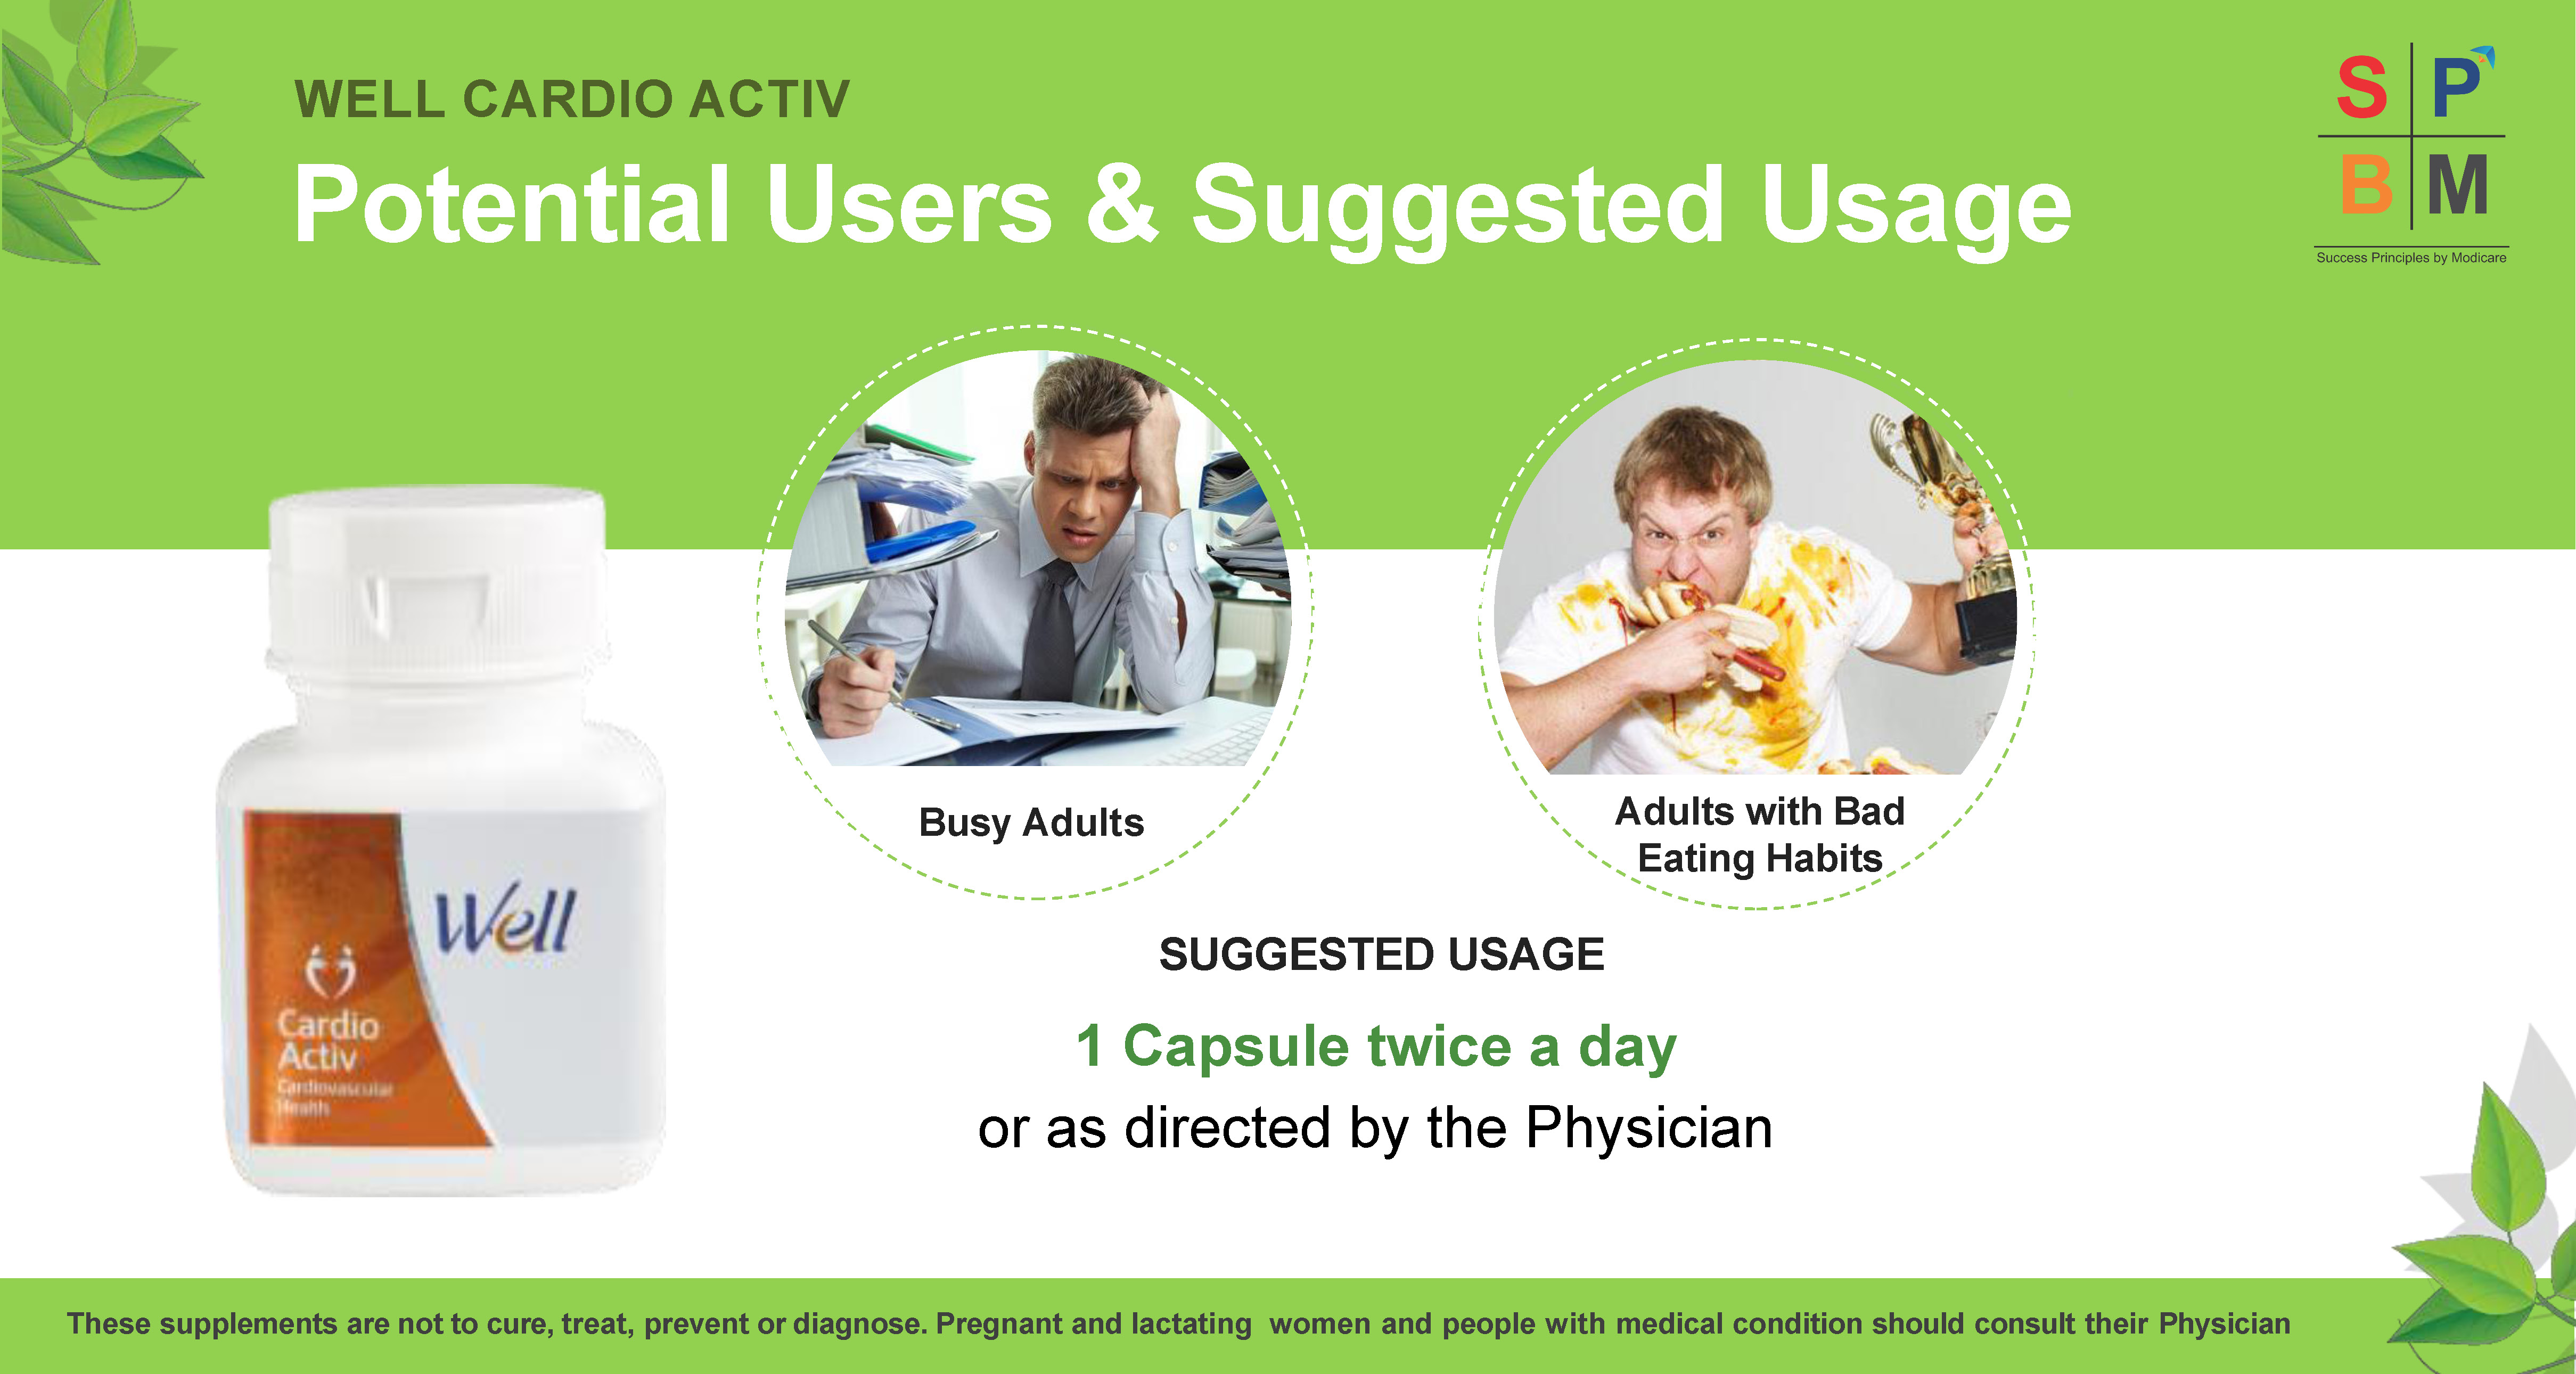 WELL CARDIO ACTIV
Potential Users & Suggested Usage
S P
B M
Success Principles by Modicare
Busy Adults
Adults with Bad
Eating Habits
Well
Cardio
Activ
Cardiovascular
Health
SUGGESTED USAGE
1 Capsule twice a day
or as directed by the Physician
These supplements are not to cure, treat, prevent or diagnose. Pregnant and lactating women and people with medical condition should consult their Physician